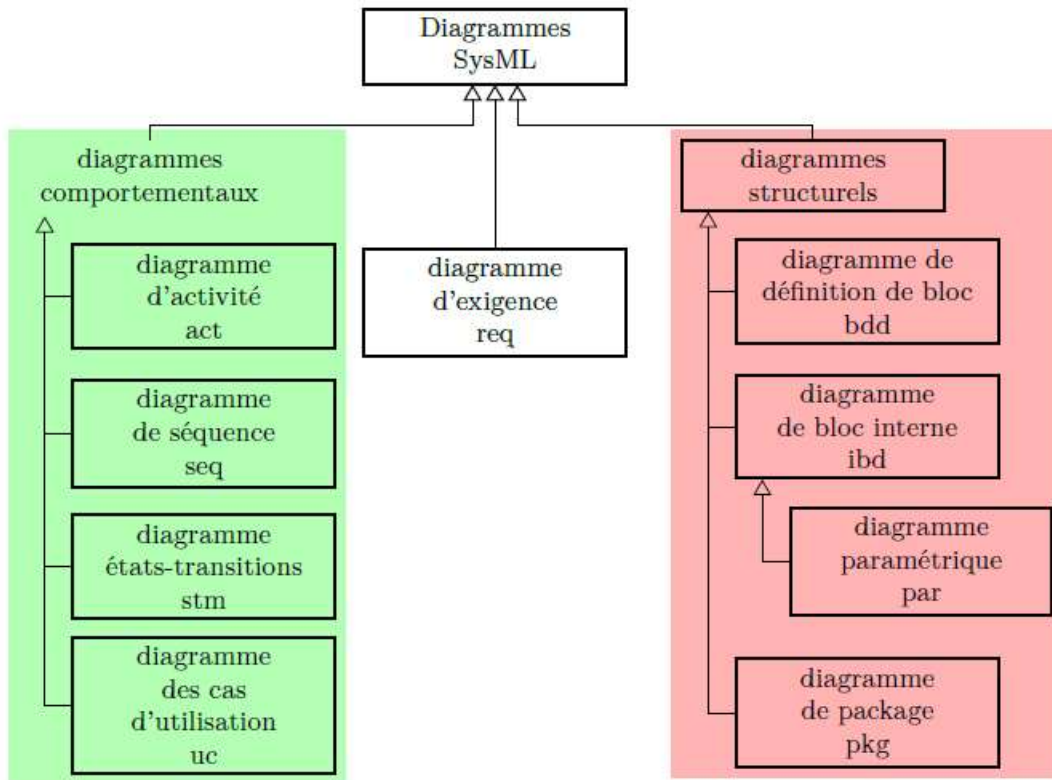 Diagrammes
SysML
diagrammes
comportementaux
diagramme
d'activité
act
diagramme
de séquence
seq
diagramme
états-transitions
stm
diagramme
des cas
d'utilisation
uc
diagramme
d'exigence
req
diagrammes
structurels
diagramme de
définition de bloc
bdd
diagramme
de bloc interne
ibd
diagramme
paramétrique
par
diagramme
de package
pkg